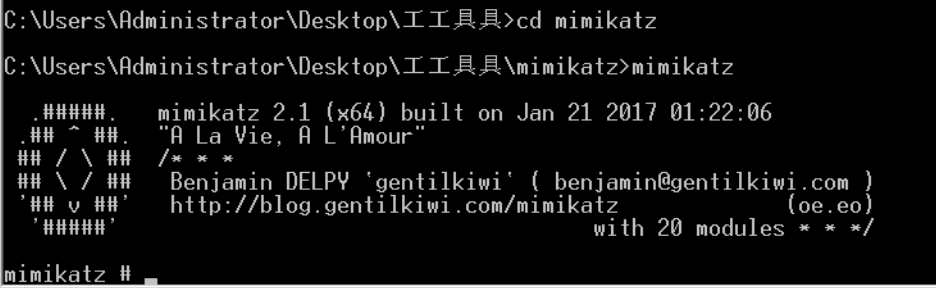 C:\Users\Administrator\Desktop\工工具具>cd mimikatz
C:\Users\Administrator\Desktop\工工具具\mimikatz>mimikatz
.#####. mimikatz 2.1 (x64) built on Jan 21 2017 01:22:06
.## ^ ##. "A La Vie, A L'Amour"
## / \ ## /* * *
## \ / ## Benjamin DELPY `gentilkiwi` ( benjamin@gentilkiwi.com )
'## v ##' http://blog.gentilkiwi.com/mimikatz (oe.eo)
'#####' with 20 modules * * */
mimikatz # _